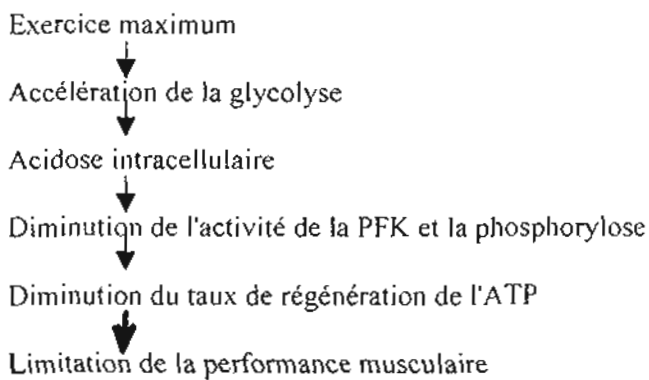 Exercice maximum
Accélération de la glycolyse
Acidose intracellulaire
Diminution de l'activité de la PFK et la phosphorylose
Diminution du taux de régénération de l'ATP
Limitation de la performance musculaire